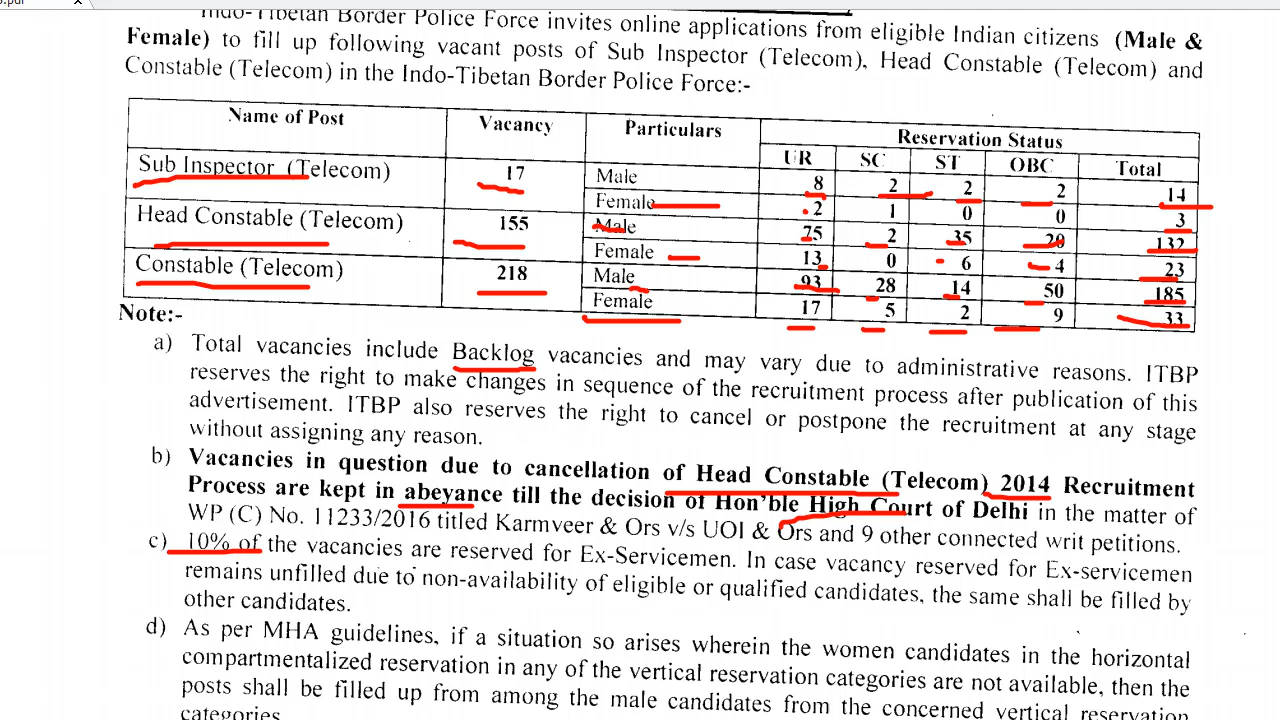 .pdf
Indo-Tibetan Border Police Force invites online applications from eligible Indian citizens (Male &
Female) to fill up following vacant posts of Sub Inspector (Telecom), Head Constable (Telecom) and
Constable (Telecom) in the Indo-Tibetan Border Police Force:-
Name of Post Vacancy Particulars Reservation Status
UR SC ST OBC Total
Sub Inspector (Telecom) 17 Male 8 2 2 2 14
Female 2 1 0 0 3
Head Constable (Telecom) 155 Male 75 2 35 20 132
Female 13 0 6 4 23
Constable (Telecom) 218 Male 93 28 14 50 185
Female 17 5 2 9 33
Note:-
a) Total vacancies include Backlog vacancies and may vary due to administrative reasons. ITBP
reserves the right to make changes in sequence of the recruitment process after publication of this
advertisement. ITBP also reserves the right to cancel or postpone the recruitment at any stage
without assigning any reason.
b) Vacancies in question due to cancellation of Head Constable (Telecom) 2014 Recruitment
Process are kept in abeyance till the decision of Hon'ble High Court of Delhi in the matter of
WP (C) No. 11233/2016 titled Karmveer & Ors v/s UOI & Ors and 9 other connected writ petitions.
c) 10% of the vacancies are reserved for Ex-Servicemen. In case vacancy reserved for Ex-servicemen
remains unfilled due to non-availability of eligible or qualified candidates, the same shall be filled by
other candidates.
d) As per MHA guidelines, if a situation so arises wherein the women candidates in the horizontal
compartmentalized reservation in any of the vertical reservation categories are not available, then the
posts shall be filled up from among the male candidates from the concerned vertical reservation
categories.